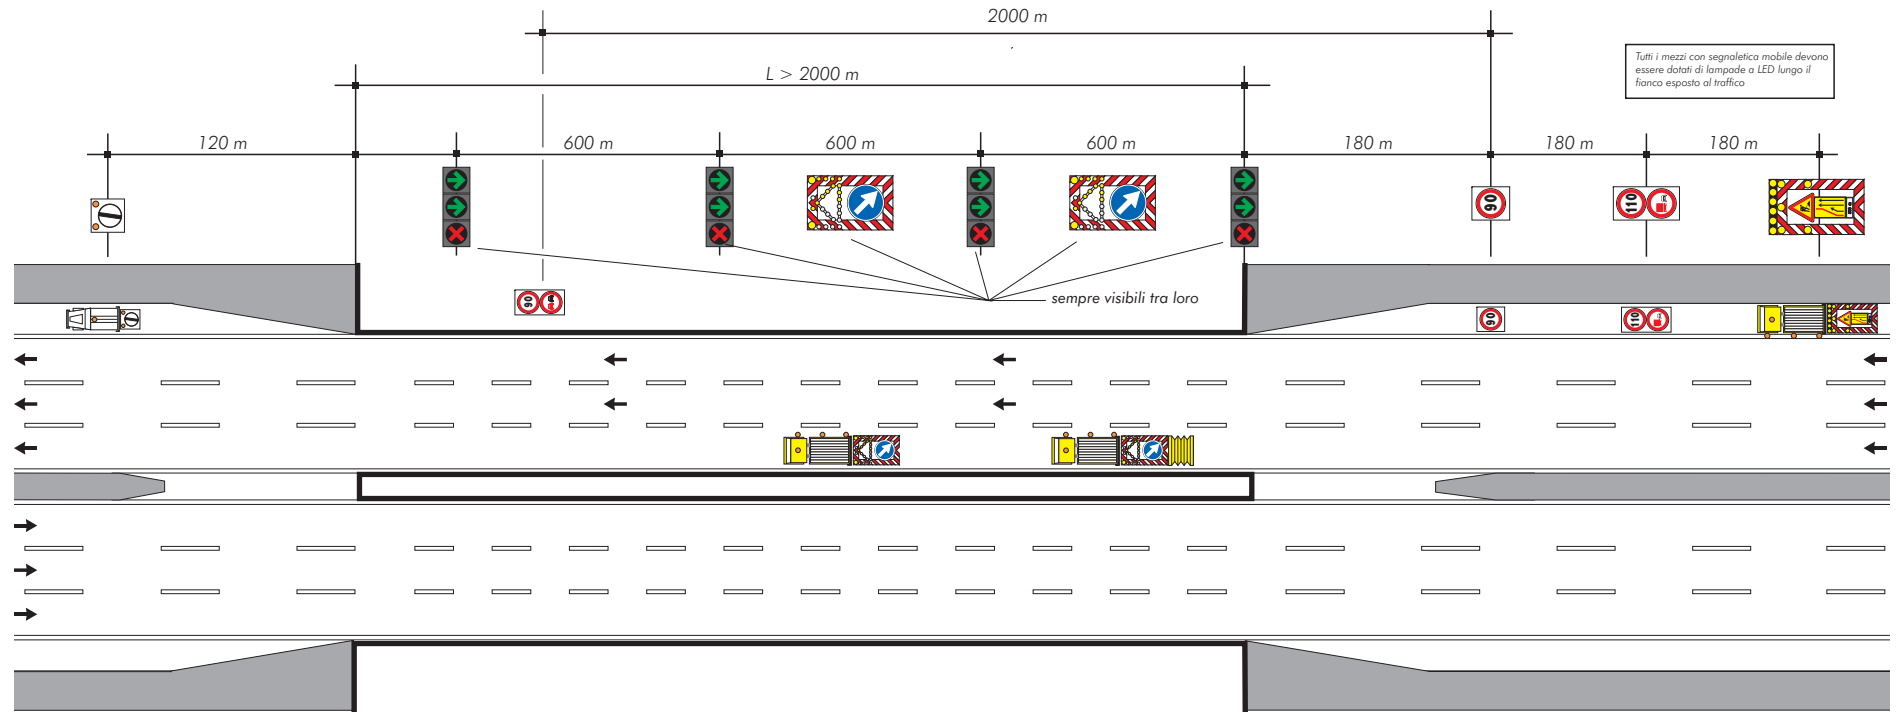 2000 m
L > 2000 m
Tutti i mezzi con segnaletica mobile devono
essere dotati di lampade a LED lungo il
fianco esposto al traffico
120 m
600 m
600 m
600 m
180 m
180 m
180 m
90
110
sempre visibili tra loro
90
90
110